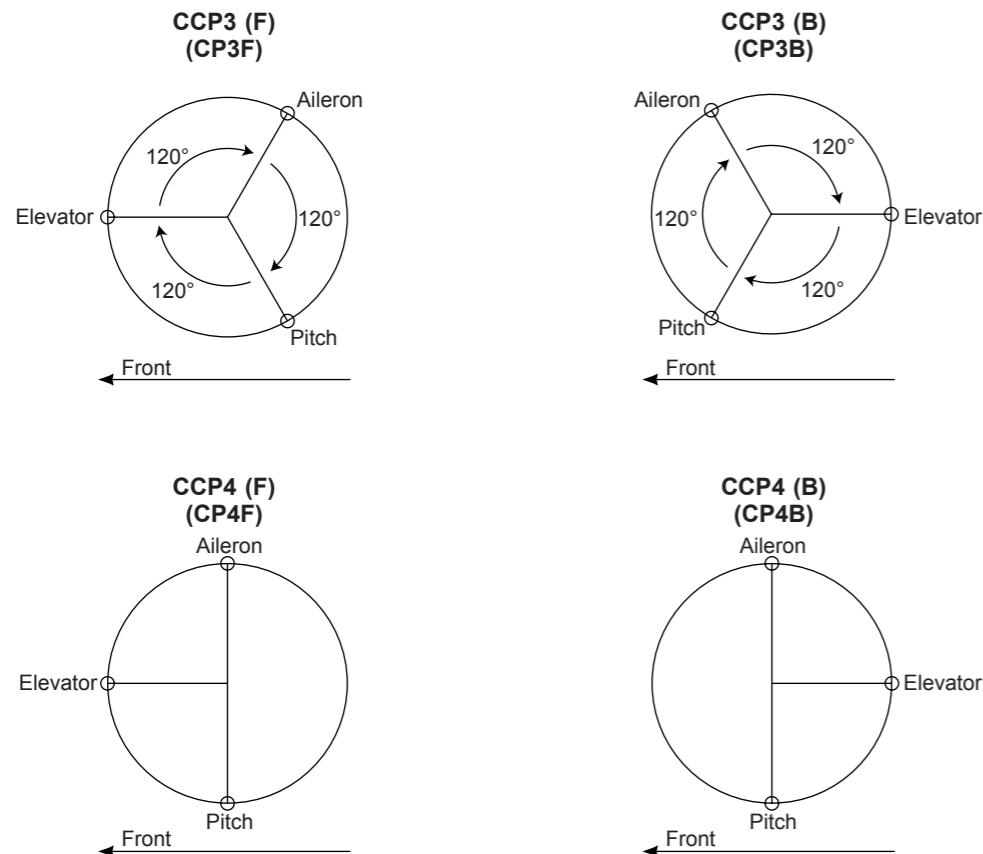 CCP3 (F)
(CP3F)
Aileron
120°
120°
Elevator
120°
Pitch
Front
CCP3 (B)
(CP3B)
Aileron
120°
120°
Elevator
120°
Pitch
Front
CCP4 (F)
(CP4F)
Aileron
Elevator
Pitch
Front
CCP4 (B)
(CP4B)
Aileron
Elevator
Pitch
Front